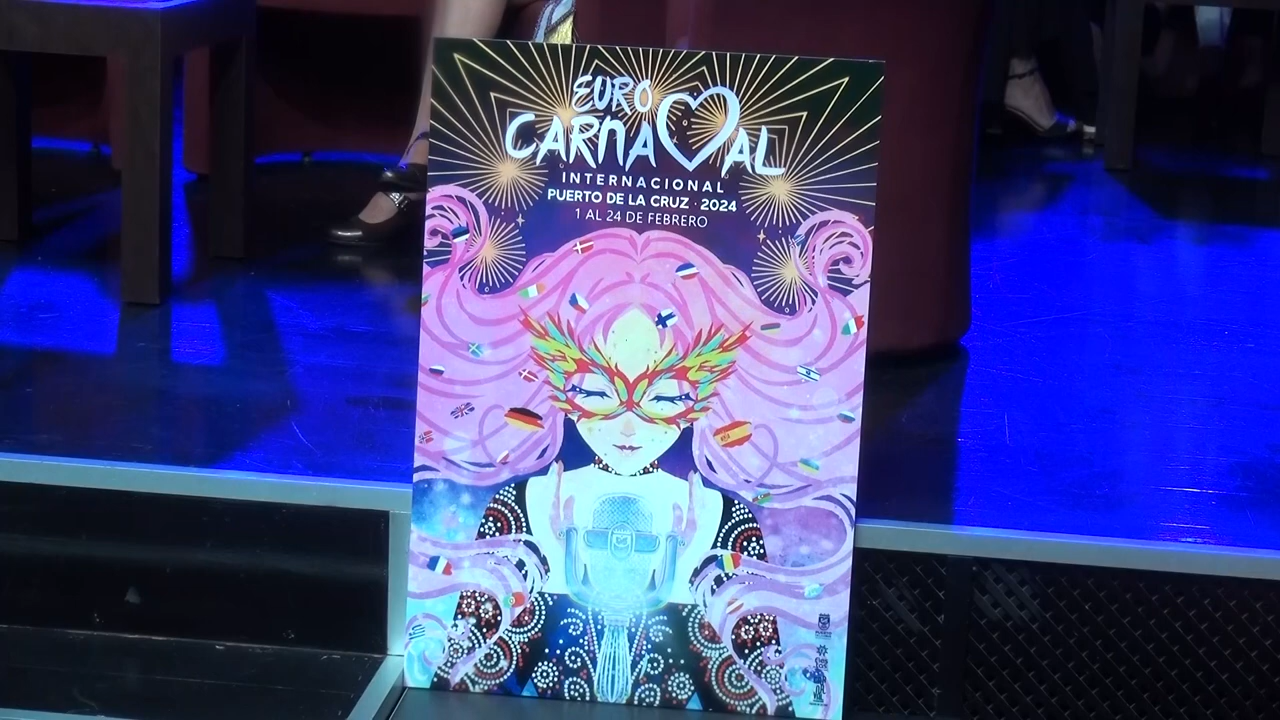 EURO
CARNAVAL
INTERNACIONAL
PUERTO DE LA CRUZ · 2024
1 AL 24 DE FEBRERO